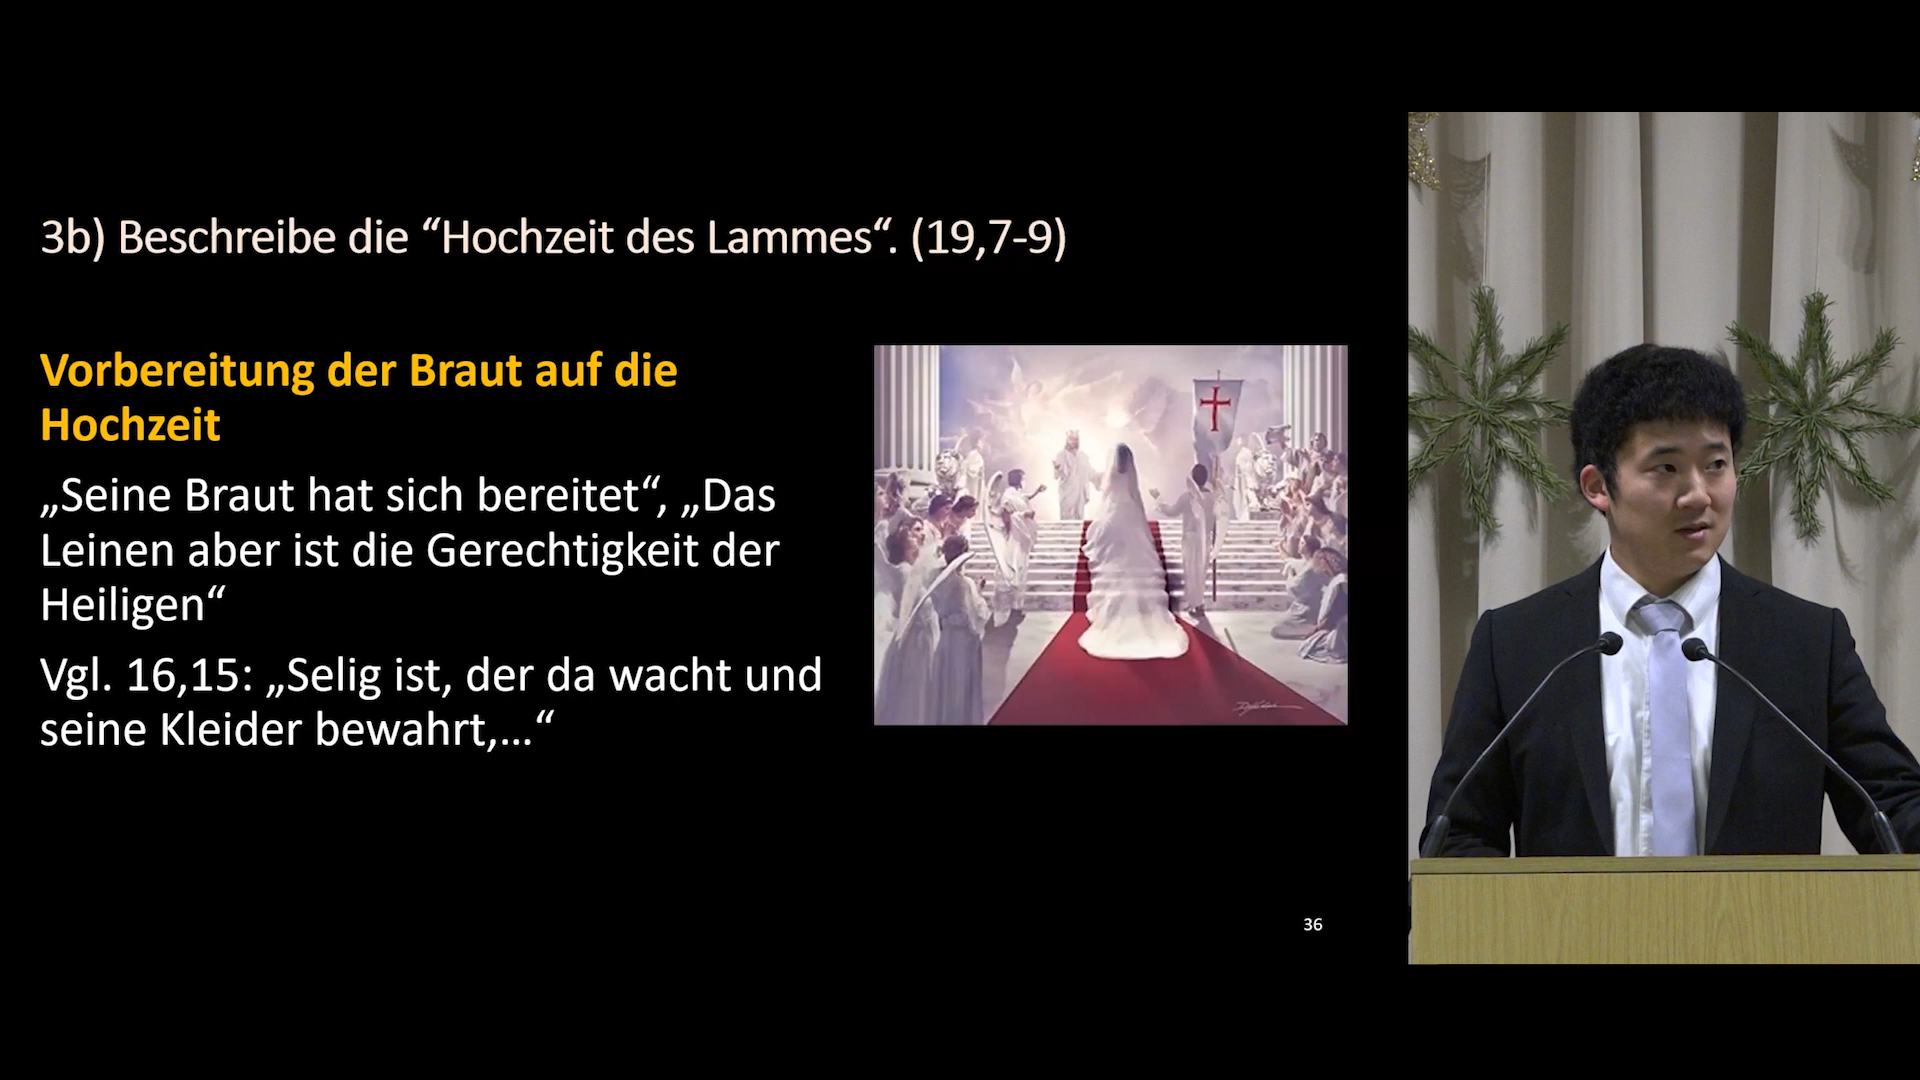 3b) Beschreibe die “Hochzeit des Lammes“. (19,7-9)
Vorbereitung der Braut auf die
Hochzeit
„Seine Braut hat sich bereitet“, „Das
Leinen aber ist die Gerechtigkeit der
Heiligen“
Vgl. 16,15: „Selig ist, der da wacht und
seine Kleider bewahrt,...“
36